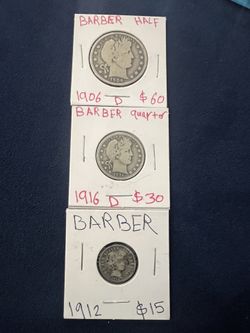 BARBER HALF
1906 D $60
BARBER quarter
1916 D $30
BARBER
1912 $15